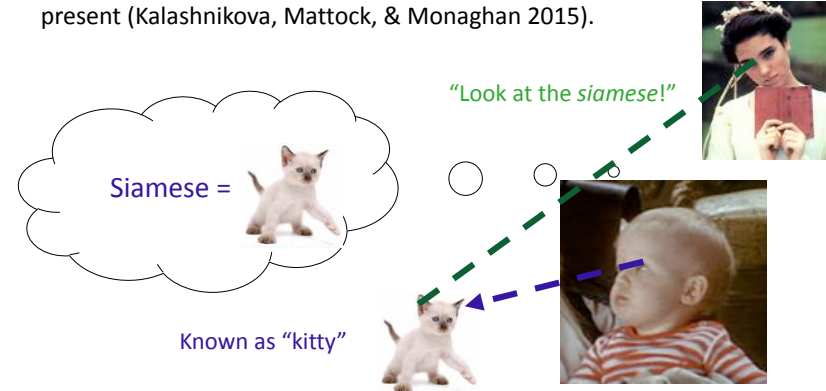 present (Kalashnikova, Mattock, & Monaghan 2015).
“Look at the siamese!”
Siamese =
Known as “kitty”